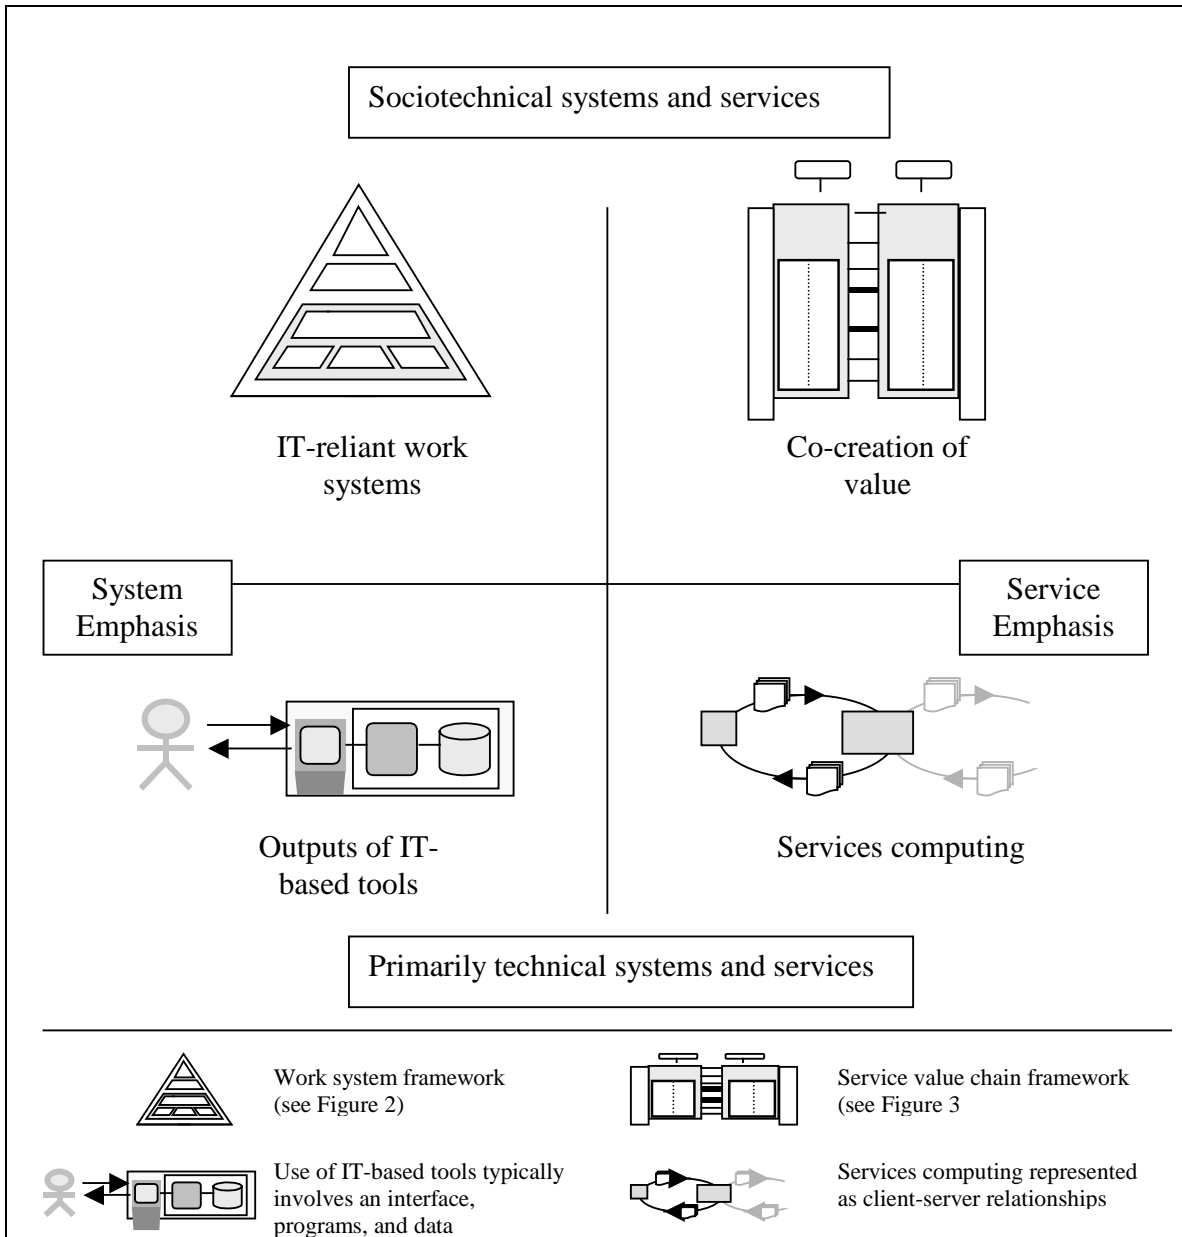 Sociotechnical systems and services
IT-reliant work
systems
Co-creation of
value
System
Emphasis
Service
Emphasis
Outputs of IT-
based tools
Services computing
Primarily technical systems and services
Work system framework
(see Figure 2)
Service value chain framework
(see Figure 3
Use of IT-based tools typically
involves an interface,
programs, and data
Services computing represented
as client-server relationships